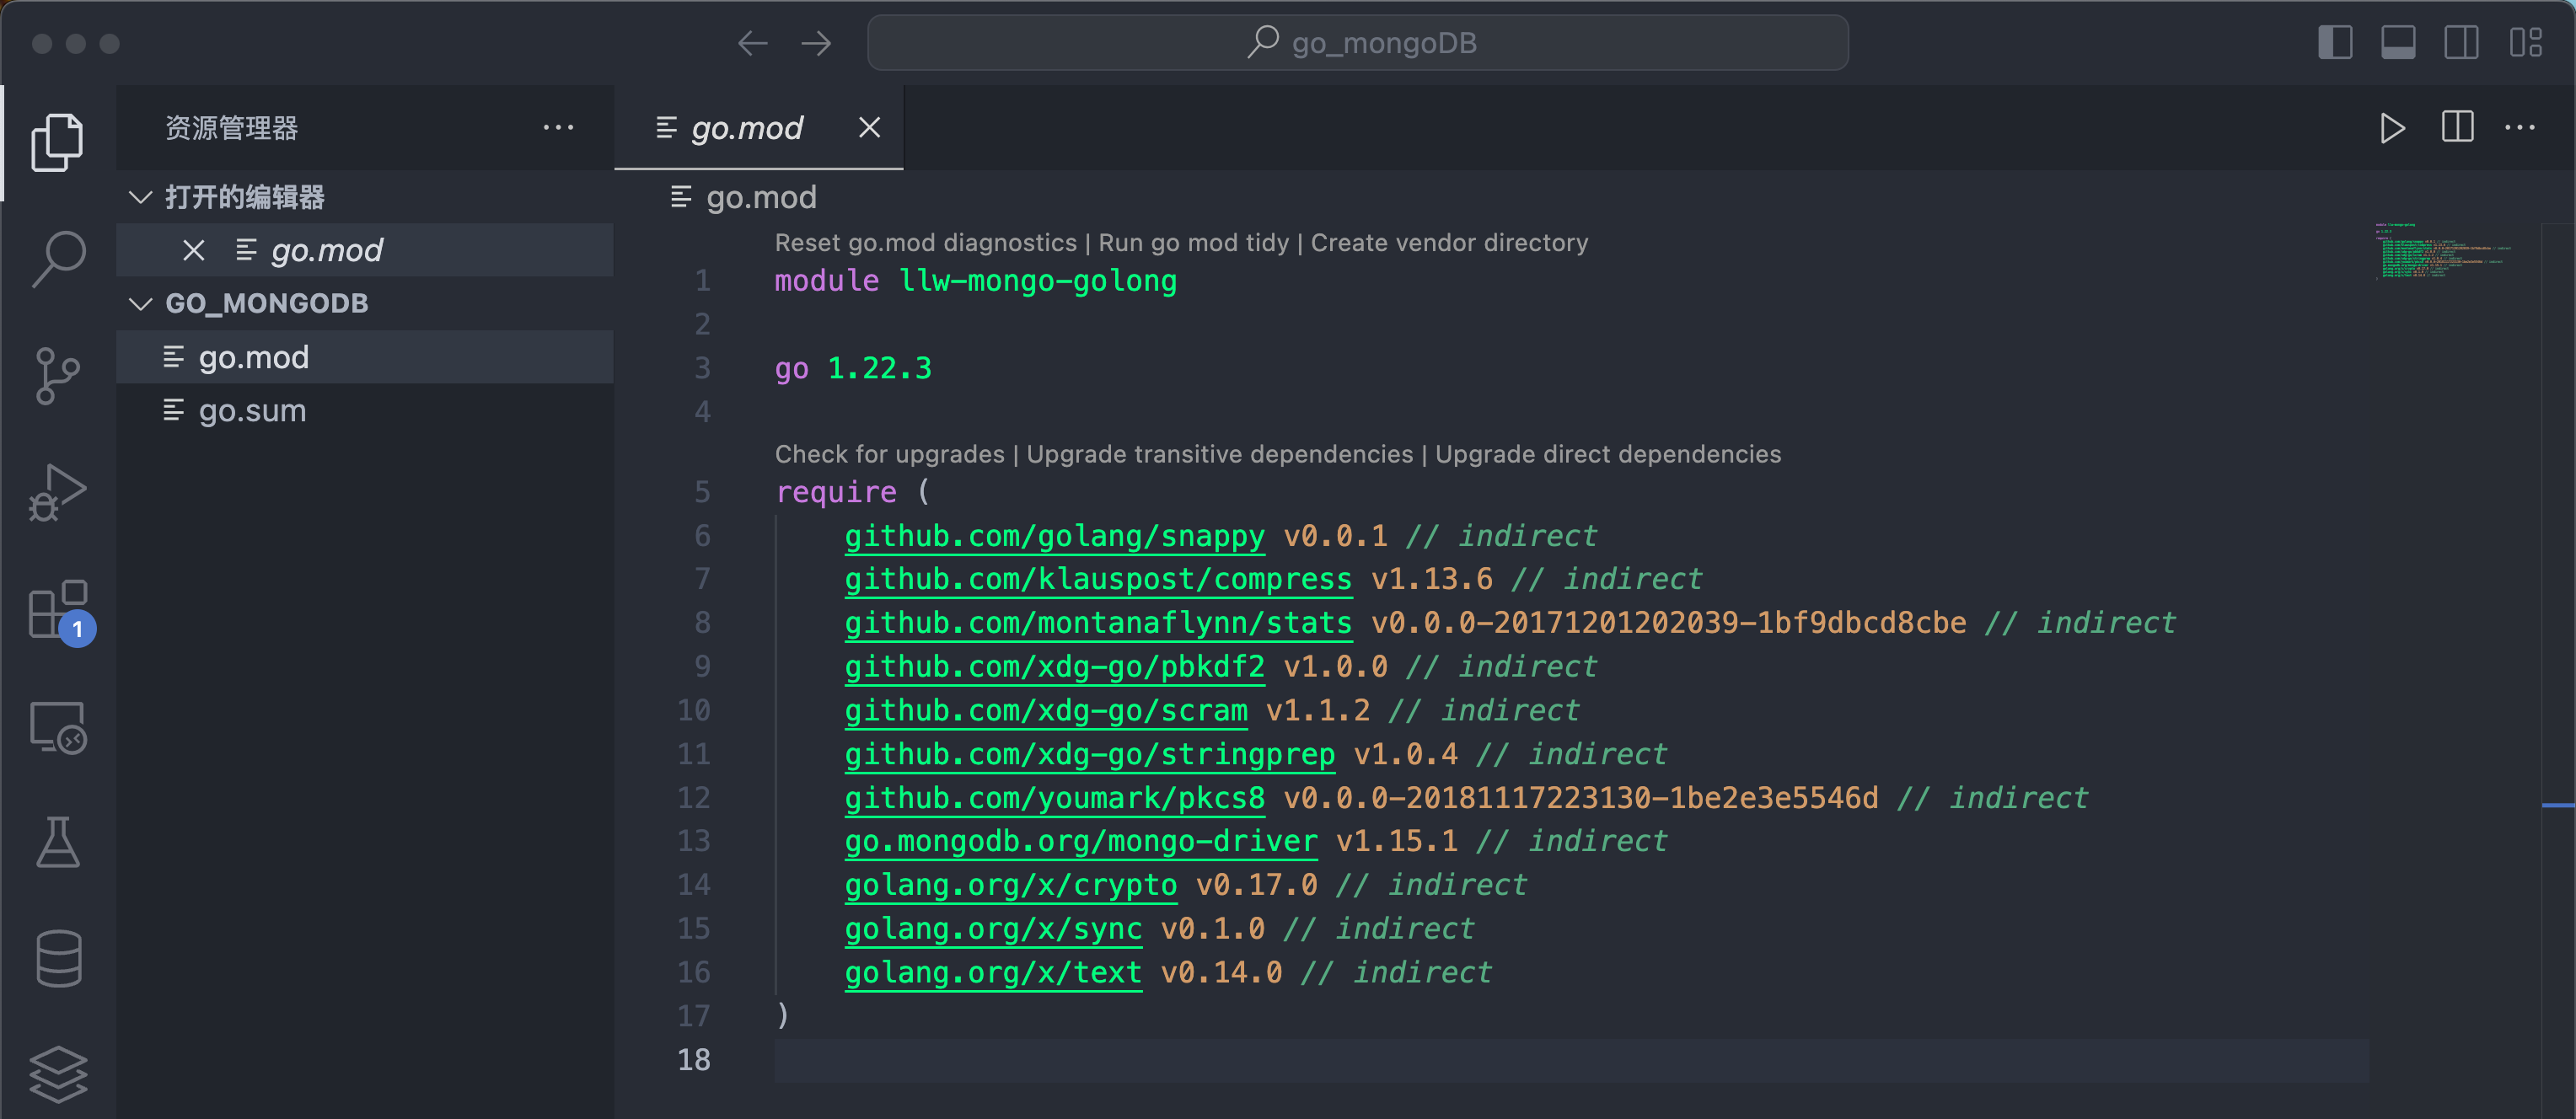 go_mongoDB
资源管理器
go.mod
打开的编辑器
go.mod
GO_MONGODB
go.mod
go.sum
1
go.mod
Reset go.mod diagnostics | Run go mod tidy | Create vendor directory
1 module llw-mongo-golong
2
3 go 1.22.3
4
Check for upgrades | Upgrade transitive dependencies | Upgrade direct dependencies
5 require (
6 github.com/golang/snappy v0.0.1 // indirect
7 github.com/klauspost/compress v1.13.6 // indirect
8 github.com/montanaflynn/stats v0.0.0-20171201202039-1bf9dbcd8cbe // indirect
9 github.com/xdg-go/pbkdf2 v1.0.0 // indirect
10 github.com/xdg-go/scram v1.1.2 // indirect
11 github.com/xdg-go/stringprep v1.0.4 // indirect
12 github.com/youmark/pkcs8 v0.0.0-20181117223130-1be2e3e5546d // indirect
13 go.mongodb.org/mongo-driver v1.15.1 // indirect
14 golang.org/x/crypto v0.17.0 // indirect
15 golang.org/x/sync v0.1.0 // indirect
16 golang.org/x/text v0.14.0 // indirect
17 )
18